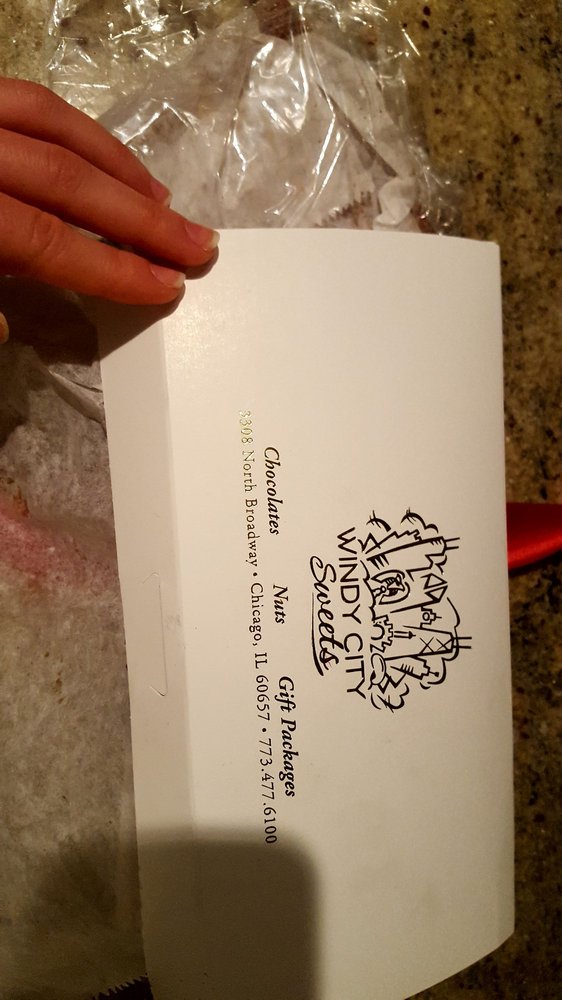 WINDY CITY
Sweets
Chocolates Nuts Gift Packages
3308 North Broadway • Chicago, IL 60657 • 773.477.6100